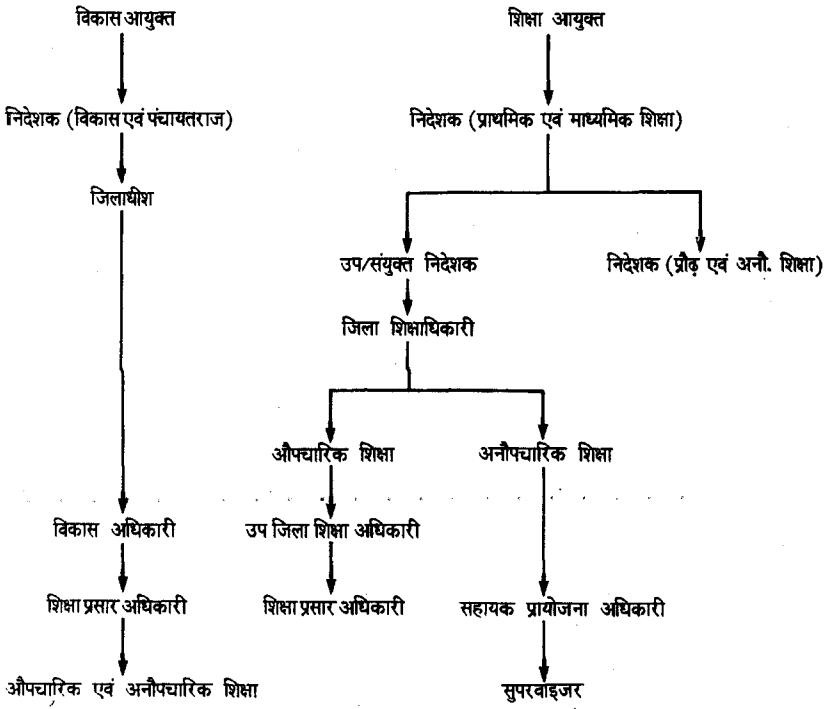 विकास आयुक्त
शिक्षा आयुक्त
निदेशक (विकास एवं पंचायतराज)
निदेशक (प्राथमिक एवं माध्यमिक शिक्षा)
जिलाधीश
उप/संयुक्त निदेशक
निदेशक (प्रौढ़ एवं अनौ. शिक्षा)
जिला शिक्षाधिकारी
औपचारिक शिक्षा
अनौपचारिक शिक्षा
विकास अधिकारी
उप जिला शिक्षा अधिकारी
शिक्षा प्रसार अधिकारी
शिक्षा प्रसार अधिकारी
सहायक प्रायोजना अधिकारी
औपचारिक एवं अनौपचारिक शिक्षा
सुपरवाइजर